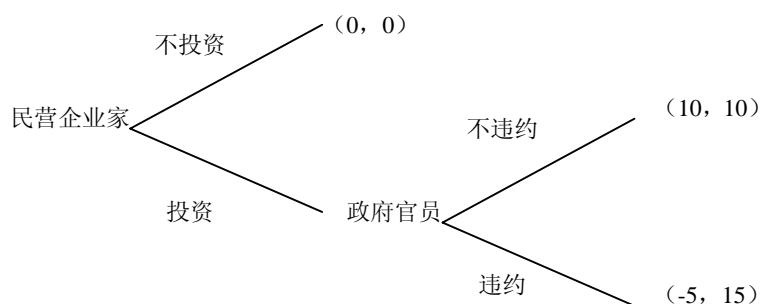 (0，0)
不投资
民营企业家
(10，10)
不违约
投资
政府官员
违约
(-5，15)